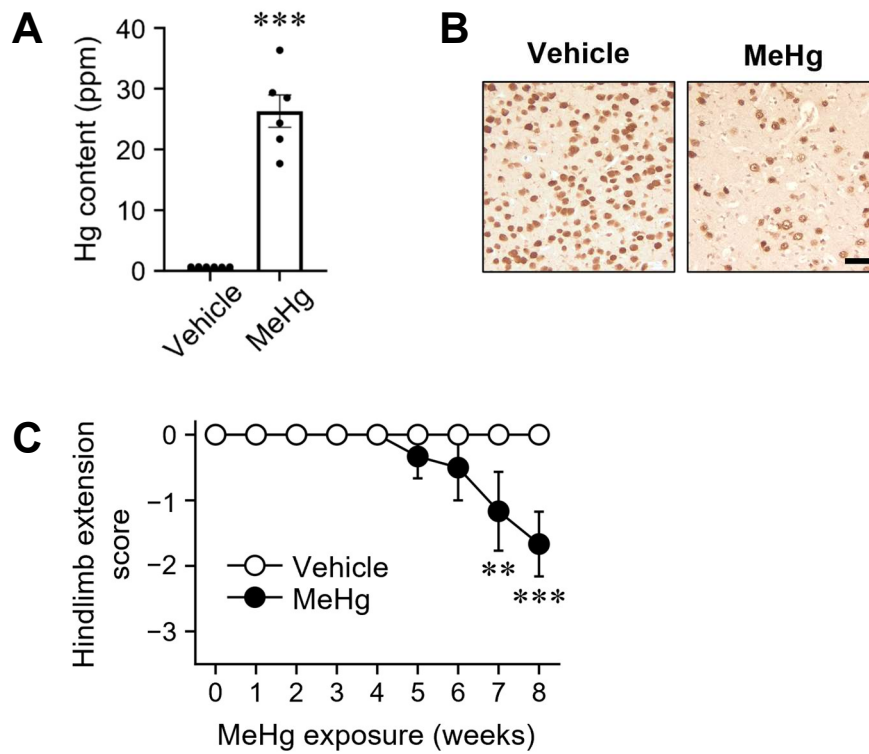 A
***
Hg content (ppm)
40
30
20
10
0
Vehicle
MeHg
B
Vehicle
MeHg
C
Hindlimb extension
score
0
−1
−2
−3
Vehicle
MeHg
**
***
0 1 2 3 4 5 6 7 8
MeHg exposure (weeks)